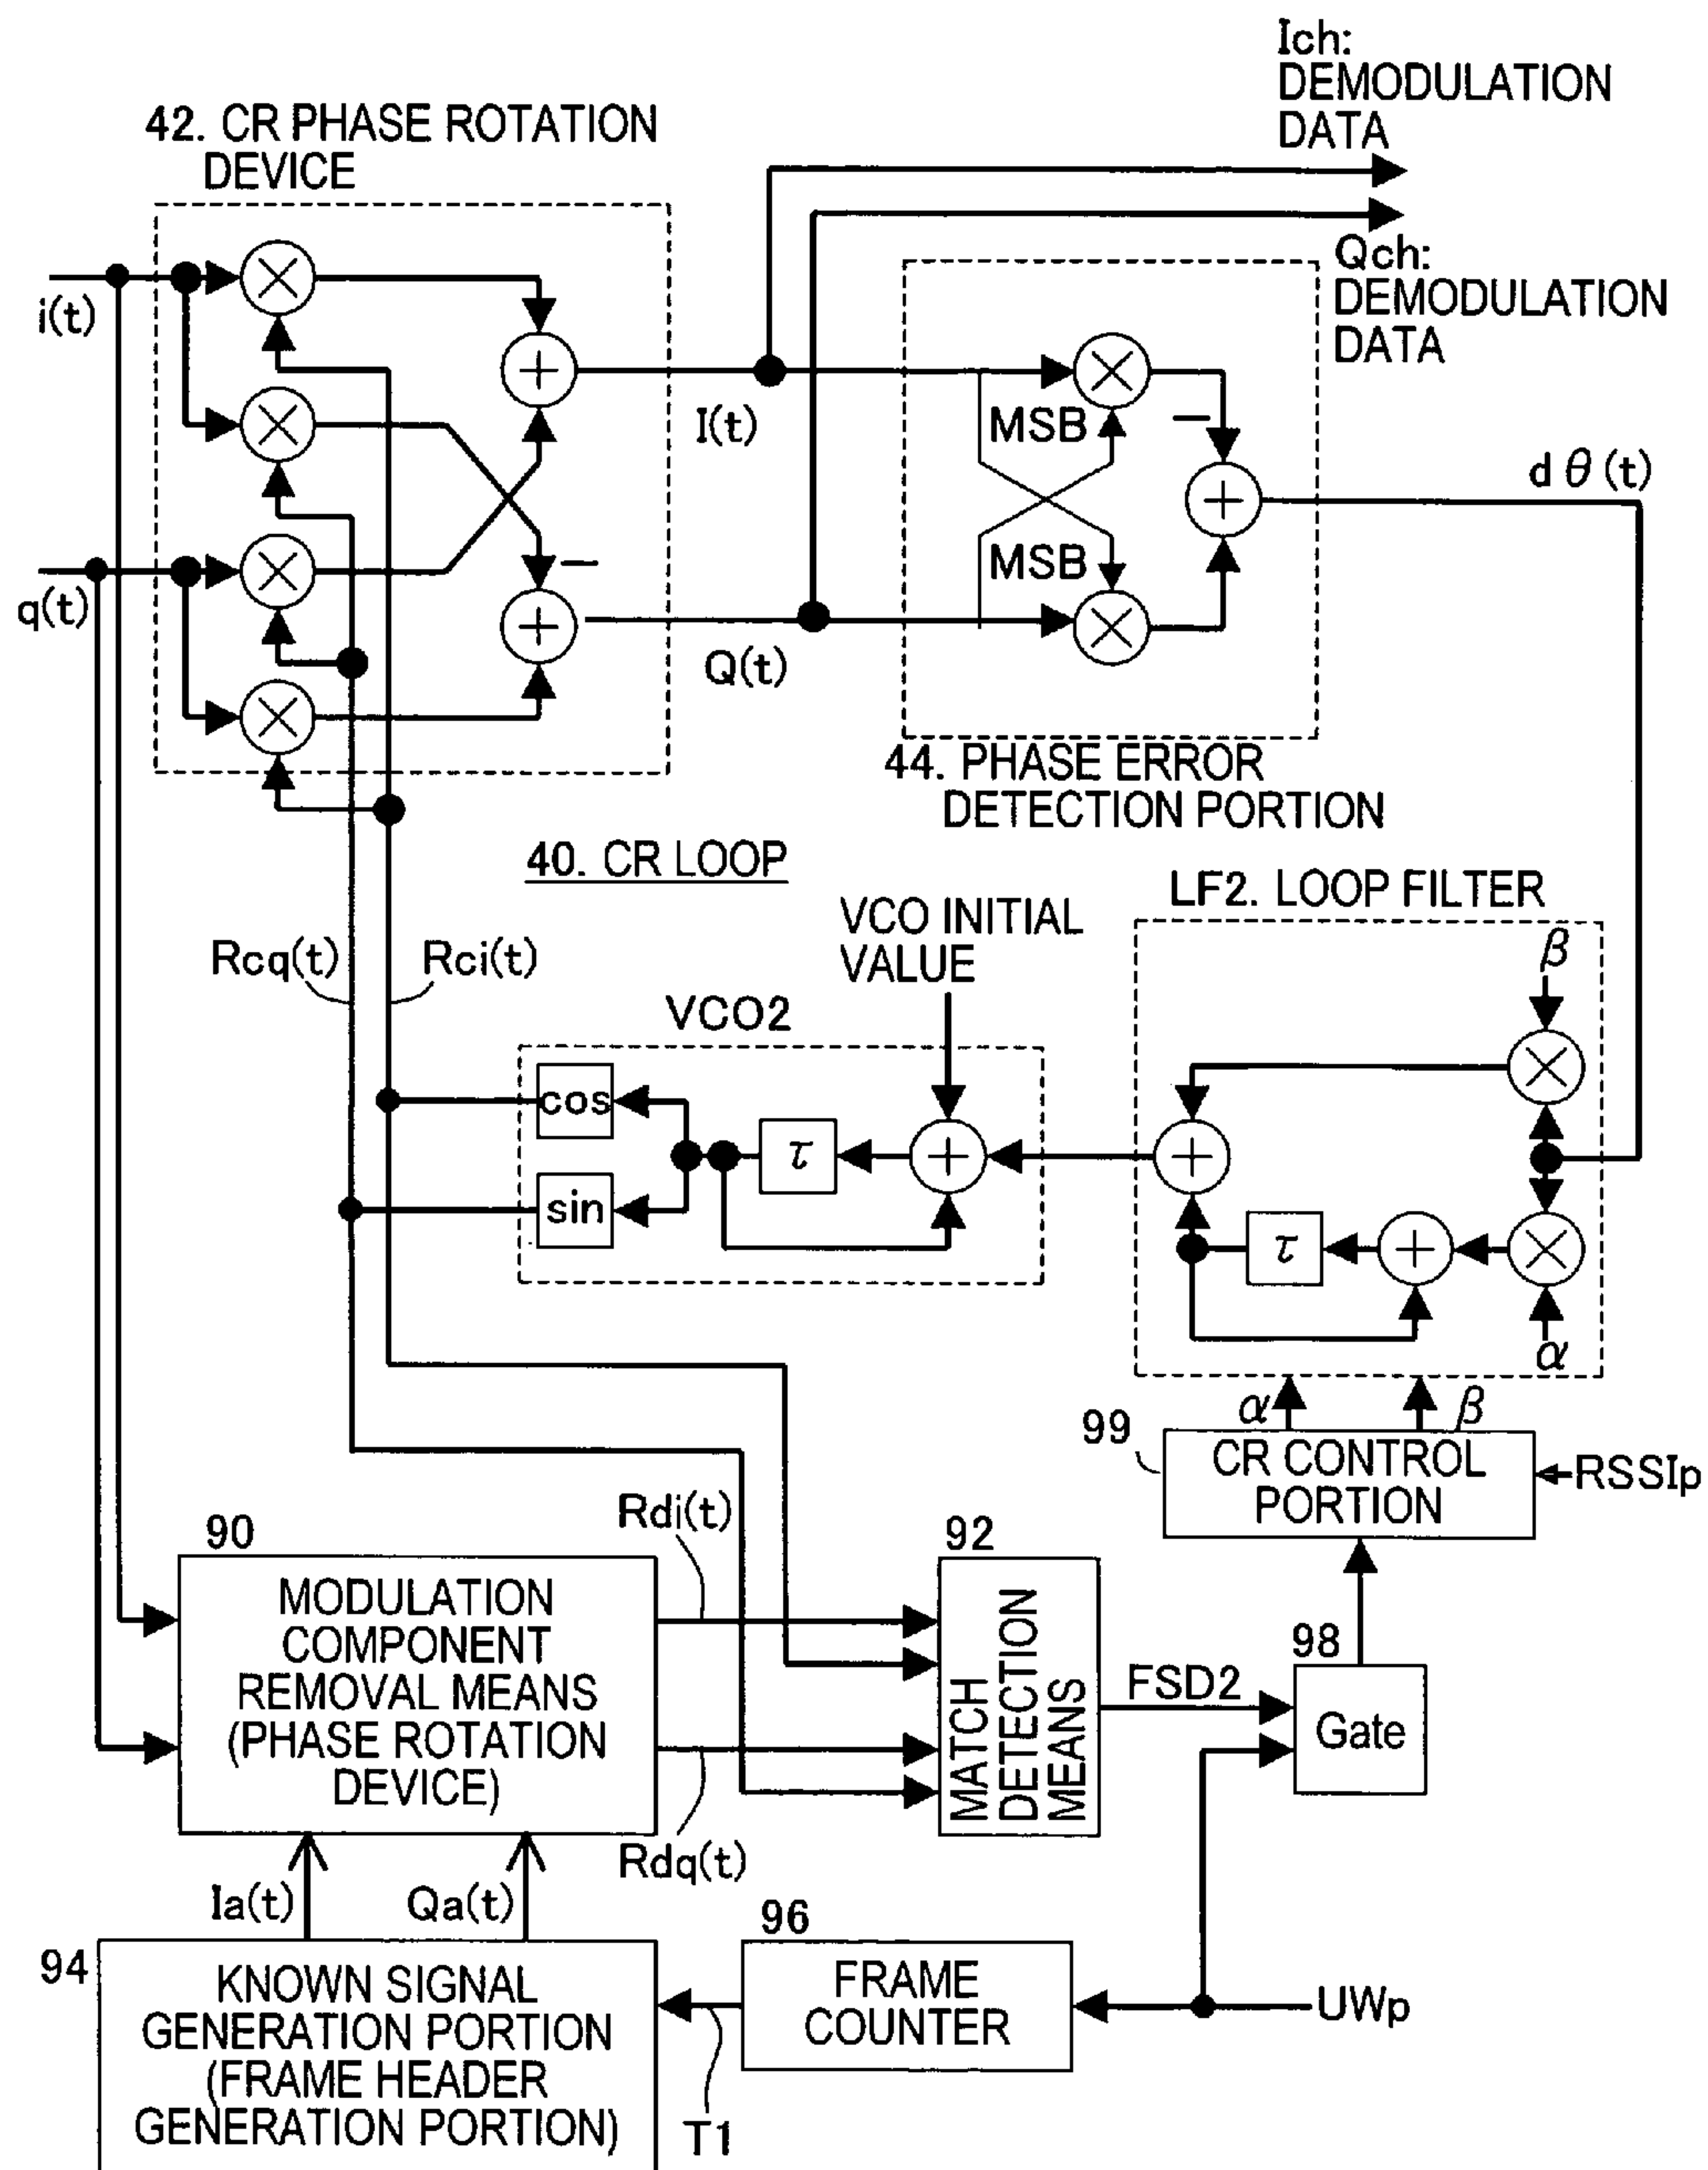 Ich:
DEMODULATION
DATA
42. CR PHASE ROTATION
DEVICE
Qch:
DEMODULATION
DATA
i(t)
q(t)
+
−
+
I(t)
Q(t)
MSB
MSB
−
+
dθ(t)
44. PHASE ERROR
DETECTION PORTION
40. CR LOOP
LF2. LOOP FILTER
VCO INITIAL
VALUE
Rcq(t)
Rci(t)
VCO2
β
cos
sin
τ
+
+
τ
+
α
α
β
99
CR CONTROL
PORTION
RSSIp
90
Rdi(t)
92
MODULATION
COMPONENT
REMOVAL MEANS
(PHASE ROTATION
DEVICE)
MATCH
DETECTION
MEANS
FSD2
98
Gate
Rdq(t)
Ia(t)
Qa(t)
96
94
KNOWN SIGNAL
GENERATION PORTION
(FRAME HEADER
GENERATION PORTION)
FRAME
COUNTER
UWp
T1